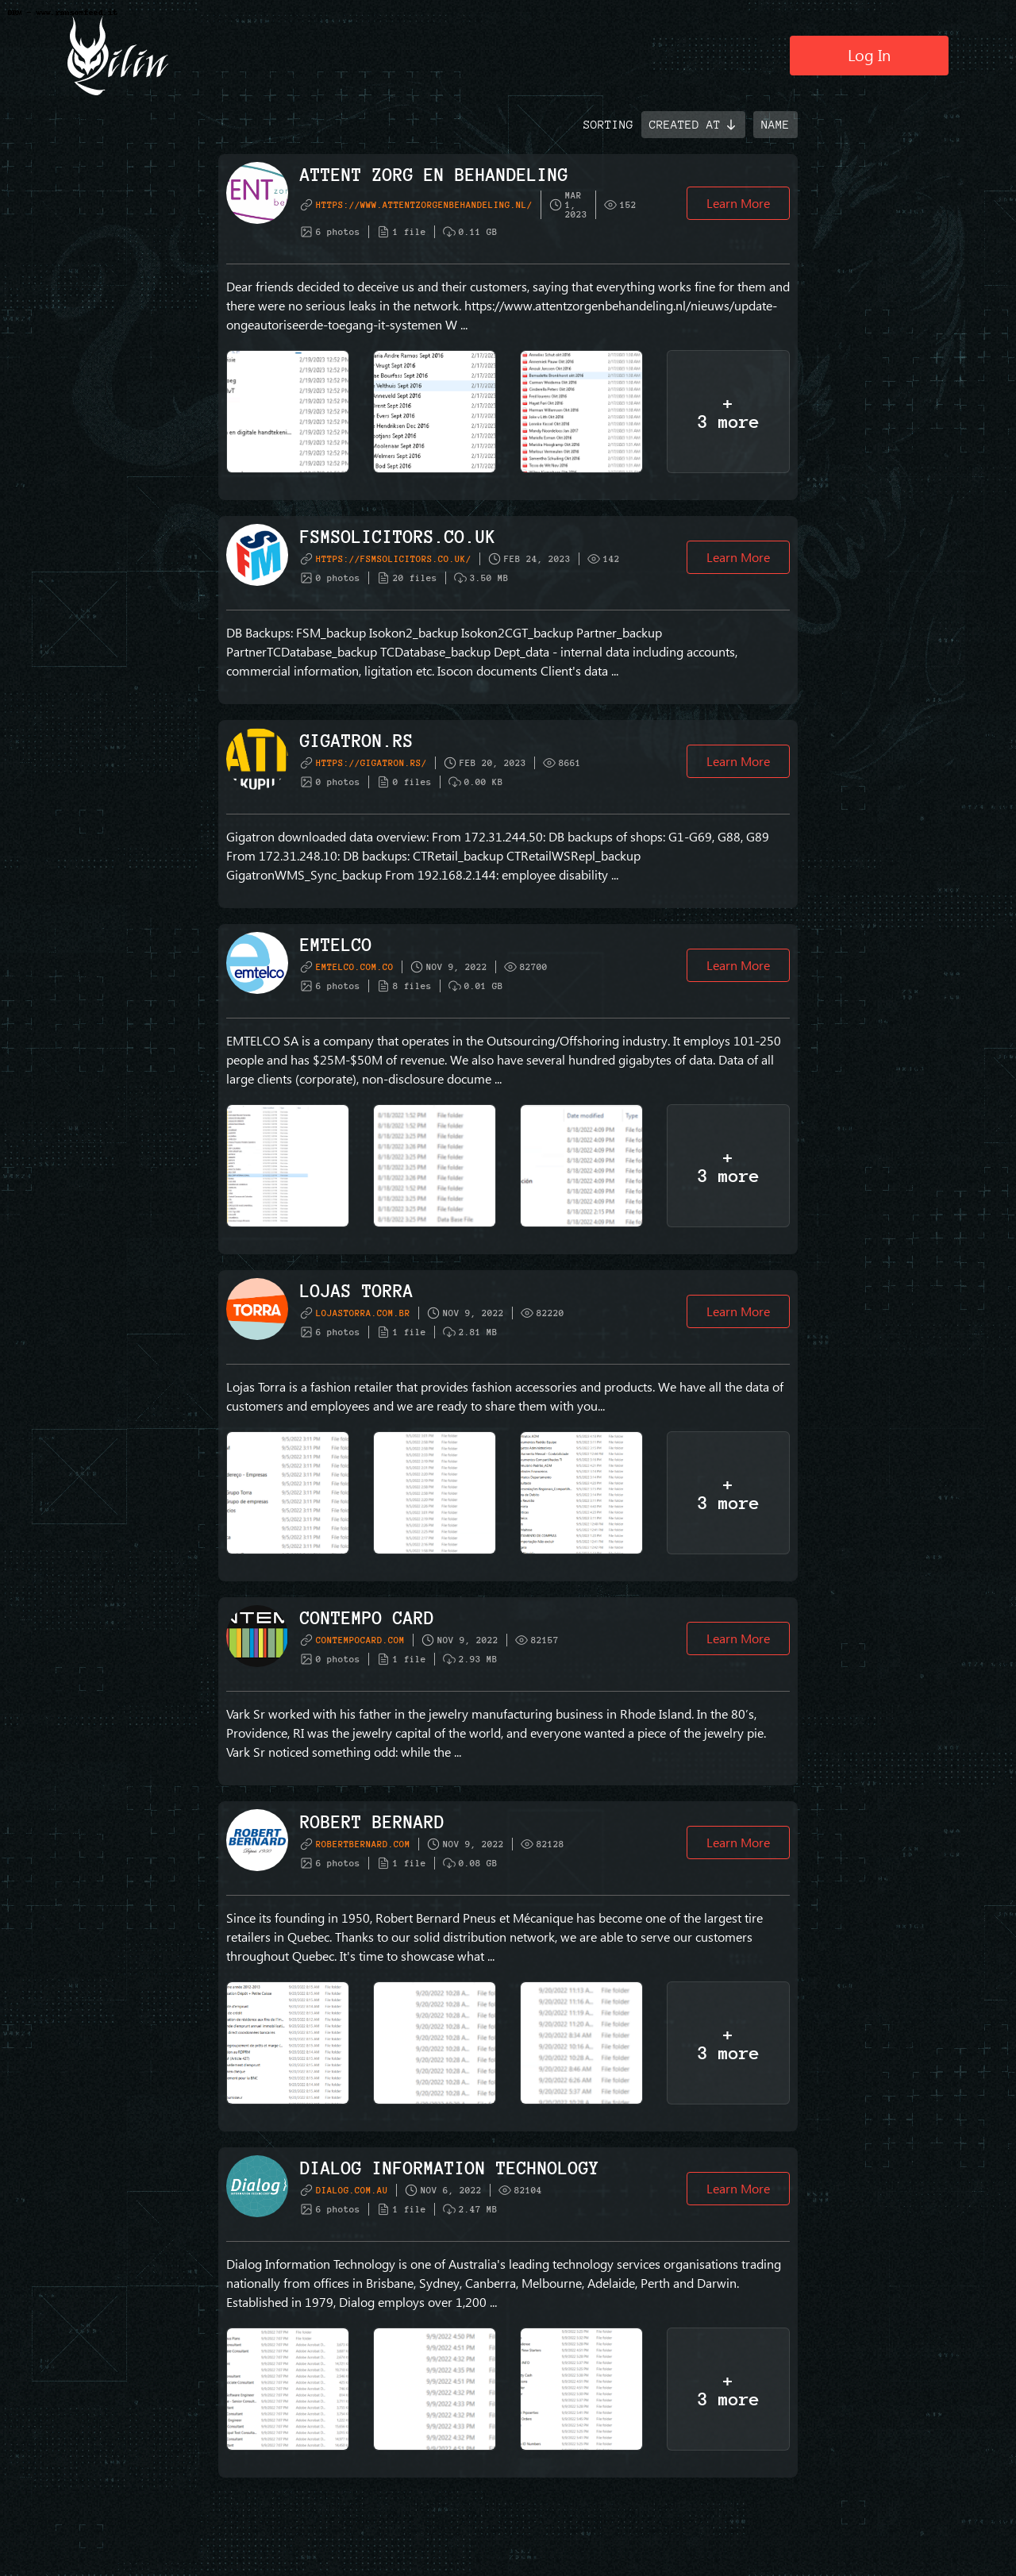 Qilin
Log In
SORTING CREATED AT ↓ NAME
ATTENT ZORG EN BEHANDELING
HTTPS://WWW.ATTENTZORGENBEHANDELING.NL/ MAR 1, 2023 152
6 photos 1 file 0.11 GB
Learn More
Dear friends decided to deceive us and their customers, saying that everything works fine for them and
there were no serious leaks in the network. https://www.attentzorgenbehandeling.nl/nieuws/update-
ongeautoriseerde-toegang-it-systemen W ...
+
3 more
FSMSOLICITORS.CO.UK
HTTPS://FSMSOLICITORS.CO.UK/ FEB 24, 2023 142
0 photos 20 files 3.50 MB
Learn More
DB Backups: FSM_backup Isokon2_backup Isokon2CGT_backup Partner_backup
PartnerTCDatabase_backup TCDatabase_backup Dept_data - internal data including accounts,
commercial information, ligitation etc. Isocon documents Client's data ...
GIGATRON.RS
HTTPS://GIGATRON.RS/ FEB 20, 2023 8661
0 photos 0 files 0.00 KB
Learn More
Gigatron downloaded data overview: From 172.31.244.50: DB backups of shops: G1-G69, G88, G89
From 172.31.248.10: DB backups: CTRetail_backup CTRetailWSRepl_backup
GigatronWMS_Sync_backup From 192.168.2.144: employee disability ...
emtelco
EMTELCO
EMTELCO.COM.CO NOV 9, 2022 82700
6 photos 8 files 0.01 GB
Learn More
EMTELCO SA is a company that operates in the Outsourcing/Offshoring industry. It employs 101-250
people and has $25M-$50M of revenue. We also have several hundred gigabytes of data. Data of all
large clients (corporate), non-disclosure docume ...
+
3 more
TORRA
LOJAS TORRA
LOJASTORRA.COM.BR NOV 9, 2022 82220
6 photos 1 file 2.81 MB
Learn More
Lojas Torra is a fashion retailer that provides fashion accessories and products. We have all the data of
customers and employees and we are ready to share them with you...
+
3 more
CONTEMPO CARD
CONTEMPOCARD.COM NOV 9, 2022 82157
0 photos 1 file 2.93 MB
Learn More
Vark Sr worked with his father in the jewelry manufacturing business in Rhode Island. In the 80's,
Providence, RI was the jewelry capital of the world, and everyone wanted a piece of the jewelry pie.
Vark Sr noticed something odd: while the ...
ROBERT BERNARD
ROBERT BERNARD
ROBERTBERNARD.COM NOV 9, 2022 82128
6 photos 1 file 0.08 GB
Learn More
Since its founding in 1950, Robert Bernard Pneus et Mécanique has become one of the largest tire
retailers in Quebec. Thanks to our solid distribution network, we are able to serve our customers
throughout Quebec. It's time to showcase what ...
+
3 more
Dialog
DIALOG INFORMATION TECHNOLOGY
DIALOG.COM.AU NOV 6, 2022 82104
6 photos 1 file 2.47 MB
Learn More
Dialog Information Technology is one of Australia's leading technology services organisations trading
nationally from offices in Brisbane, Sydney, Canberra, Melbourne, Adelaide, Perth and Darwin.
Established in 1979, Dialog employs over 1,200 ...
+
3 more